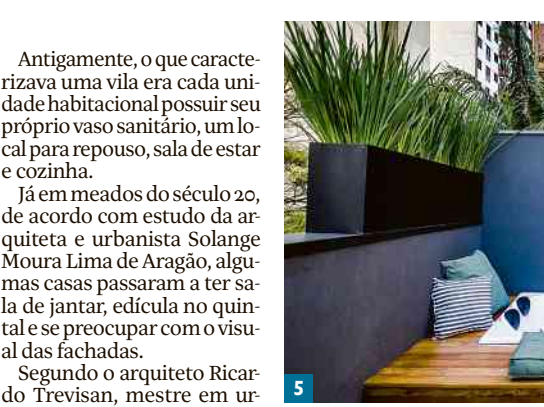 Antigamente, o que caracte-
rizava uma vila era cada uni-
dade habitacional possuir seu
próprio vaso sanitário, um lo-
cal para repouso, sala de estar
e cozinha.
Já em meados do século 20,
de acordo com estudo da ar-
quiteta e urbanista Solange
Moura Lima de Aragão, algu-
mas casas passaram a ter sa-
la de jantar, edícula no quin-
tal e se preocupar com o visu-
al das fachadas.
Segundo o arquiteto Ricar-
do Trevisan, mestre em ur-
5